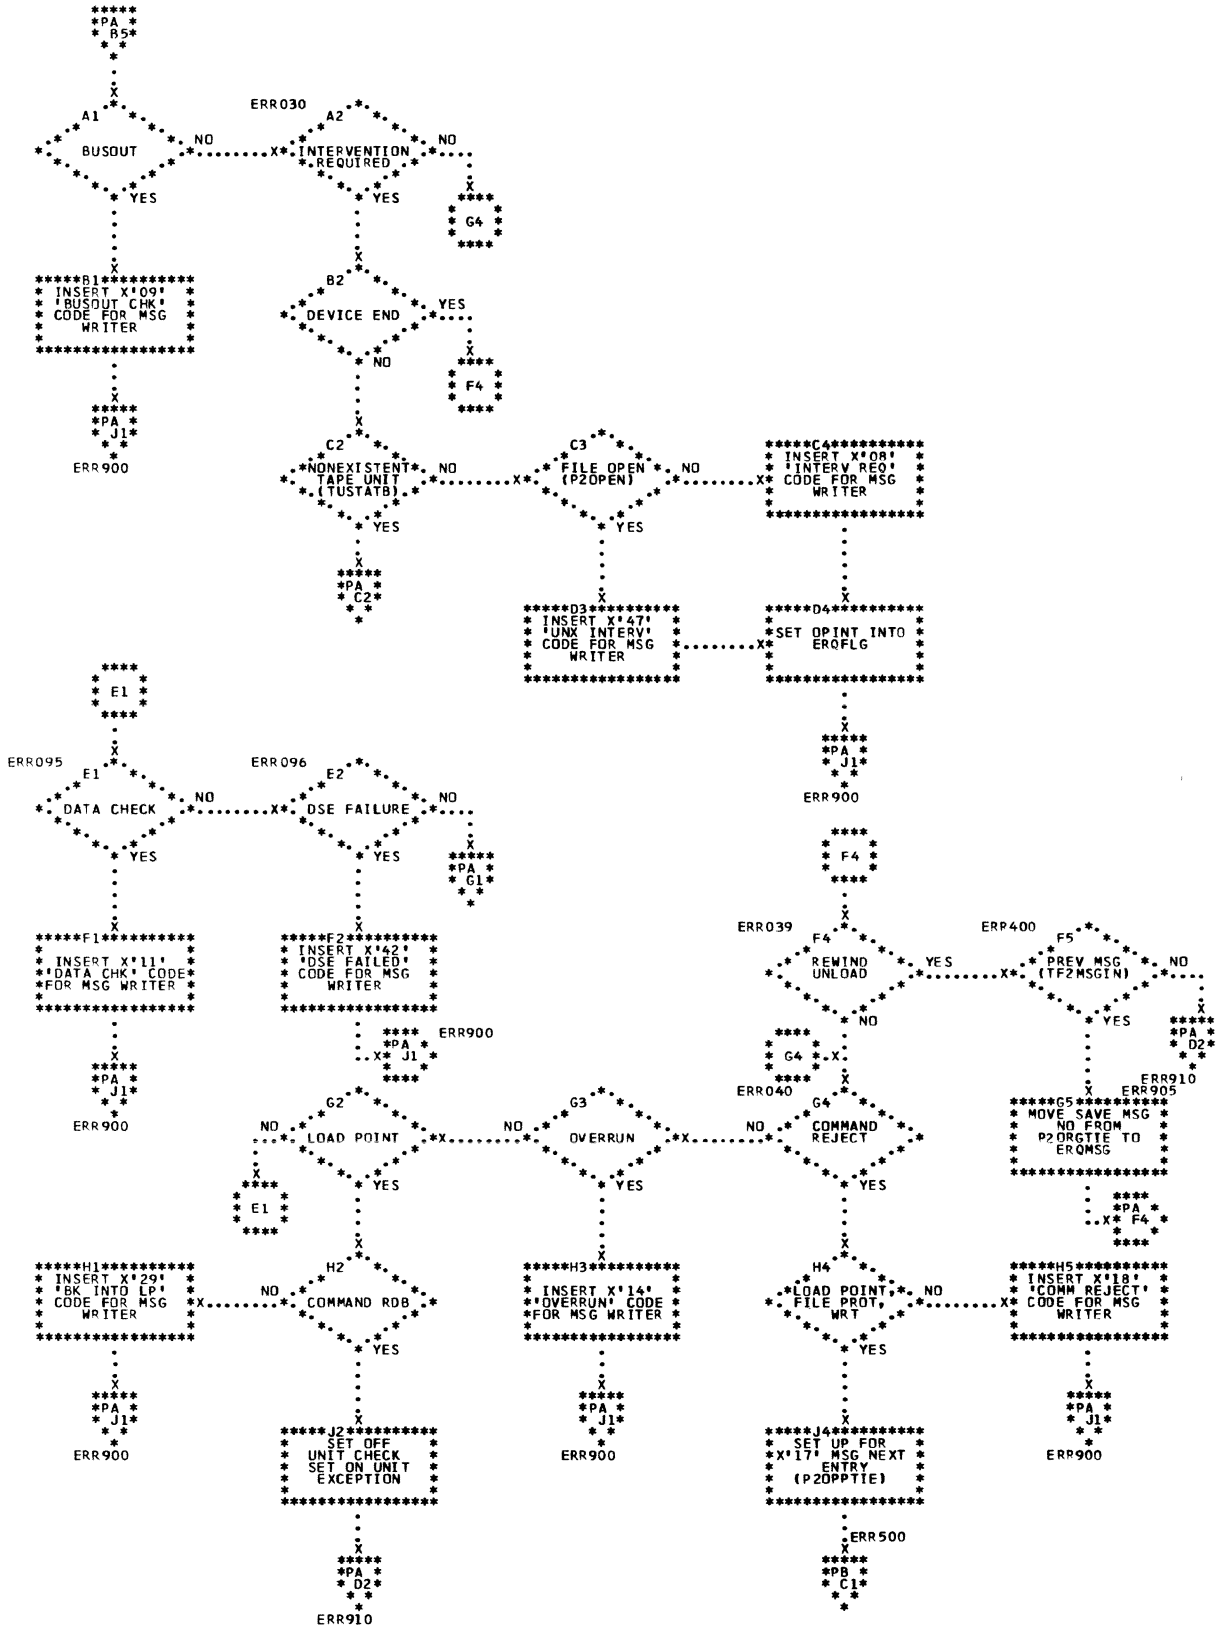 PA
B5
A1
BUSOUT
NO
YES
ERR030
A2
INTERVENTION
REQUIRED
NO
YES
G4
B1
INSERT X'09'
'BUSOUT CHK'
CODE FOR MSG
WRITER
PA
J1
ERR900
B2
DEVICE END
YES
NO
F4
C2
NONEXISTENT
TAPE UNIT
(TUSTATB)
NO
YES
PA
C2
C3
FILE OPEN
(P2OPEN)
NO
YES
C4
INSERT X'08'
'INTERV REQ'
CODE FOR MSG
WRITER
D3
INSERT X'47'
'UNX INTERV'
CODE FOR MSG
WRITER
D4
SET OPINT INTO
ERQFLG
PA
J1
ERR900
E1
ERR095
E1
DATA CHECK
NO
YES
ERR096
E2
DSE FAILURE
NO
YES
PA
G1
F1
INSERT X'11'
'DATA CHK' CODE
FOR MSG WRITER
PA
J1
ERR900
F2
INSERT X'42'
'DSE FAILED'
CODE FOR MSG
WRITER
ERR900
PA
J1
F4
ERR039
F4
REWIND
UNLOAD
YES
NO
ERR400
F5
PREV MSG
(TF2MSGIN)
NO
YES
PA
D2
ERR910
G4
ERR040
G4
COMMAND
REJECT
NO
YES
G3
OVERRUN
NO
YES
G2
LOAD POINT
NO
YES
E1
ERR905
G5
MOVE SAVE MSG
NO FROM
P2ORGTIE TO
ERQMSG
PA
F4
H1
INSERT X'29'
'BK INTO LP'
CODE FOR MSG
WRITER
PA
J1
ERR900
H2
COMMAND RDB
NO
YES
H3
INSERT X'14'
'OVERRUN' CODE
FOR MSG WRITER
PA
J1
ERR900
H4
LOAD POINT,
FILE PROT,
WRT
NO
YES
H5
INSERT X'18'
'COMM REJECT'
CODE FOR MSG
WRITER
PA
J1
ERR900
J2
SET OFF
UNIT CHECK
SET ON UNIT
EXCEPTION
PA
D2
ERR910
J4
SET UP FOR
X'17' MSG NEXT
ENTRY
(P2OPPTIE)
ERR500
PB
C1